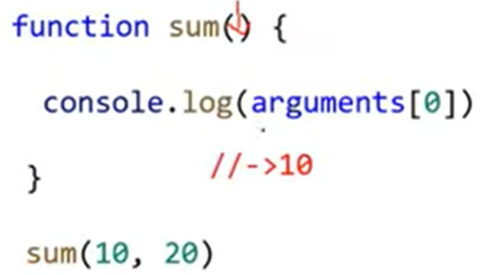 function sum() {
console.log(arguments[0])
//->10
}
sum(10, 20)